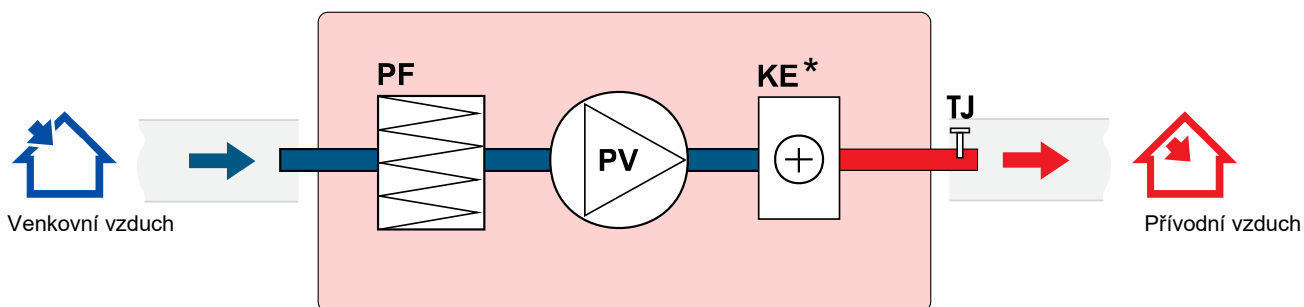 PF
KE*
TJ
PV
Venkovní vzduch
Přívodní vzduch